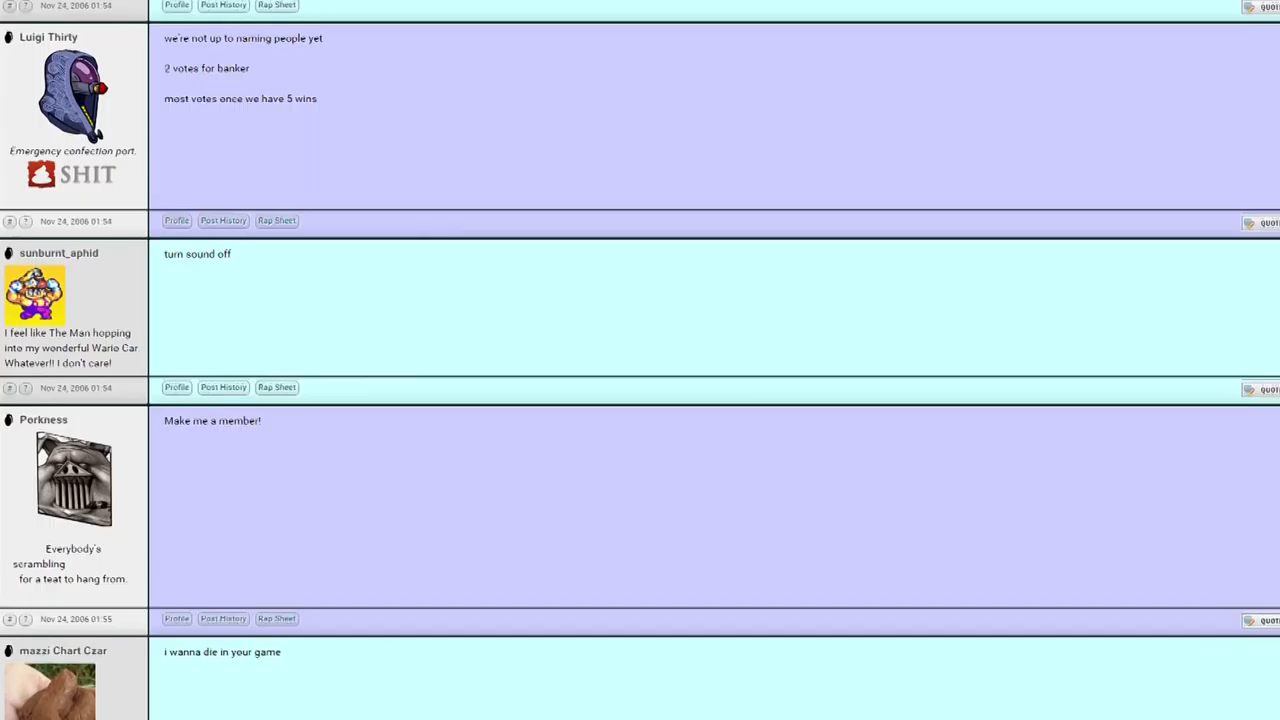 # ? Nov 24, 2006 01:54 Profile Post History Rap Sheet QUOT
Luigi Thirty
we're not up to naming people yet
2 votes for banker
most votes once we have 5 wins
Emergency confection port.
SHIT
# ? Nov 24, 2006 01:54 Profile Post History Rap Sheet QUOT
sunburnt_aphid
turn sound off
I feel like The Man hopping
into my wonderful Wario Car
Whatever!! I don't care!
# ? Nov 24, 2006 01:54 Profile Post History Rap Sheet QUOT
Porkness
Make me a member!
Everybody's
scrambling
for a teat to hang from.
# ? Nov 24, 2006 01:55 Profile Post History Rap Sheet QUOT
mazzi Chart Czar
i wanna die in your game